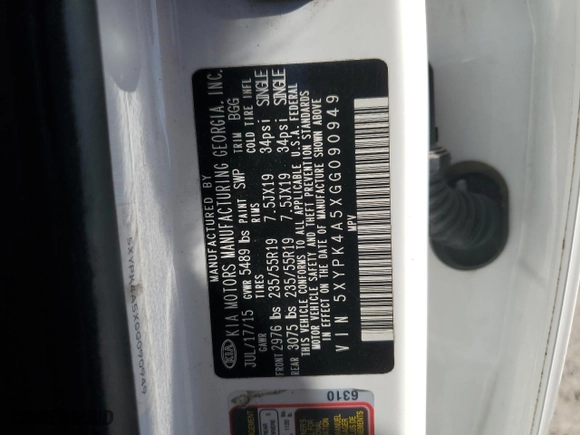 MANUFACTURED BY
KIA KIA MOTORS MANUFACTURING GEORGIA, INC.
JUL/17/15 GVWR 5489 lbs PAINT SWP TRIM BGG
GAWR TIRES RIMS COLD TIRE INFL
FRONT 2976 lbs 235/55R19 7.5JX19 34psi SINGLE
REAR 3075 lbs 235/55R19 7.5JX19 34psi SINGLE
THIS VEHICLE CONFORMS TO ALL APPLICABLE U.S.A. FEDERAL
MOTOR VEHICLE SAFETY AND THEFT PREVENTION STANDARDS
IN EFFECT ON THE DATE OF MANUFACTURE SHOWN ABOVE
VIN 5XYPK4A5XGG090949
MPV
5XYPK4A5XGG090949
6310